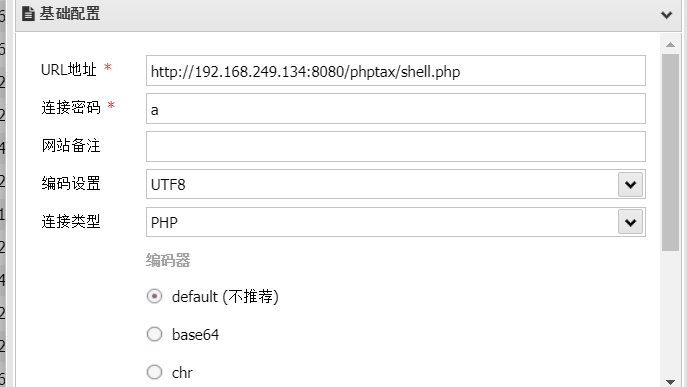 基础配置
URL地址 * http://192.168.249.134:8080/phptax/shell.php
连接密码 * a
网站备注
编码设置 UTF8
连接类型 PHP
编码器
default (不推荐)
base64
chr